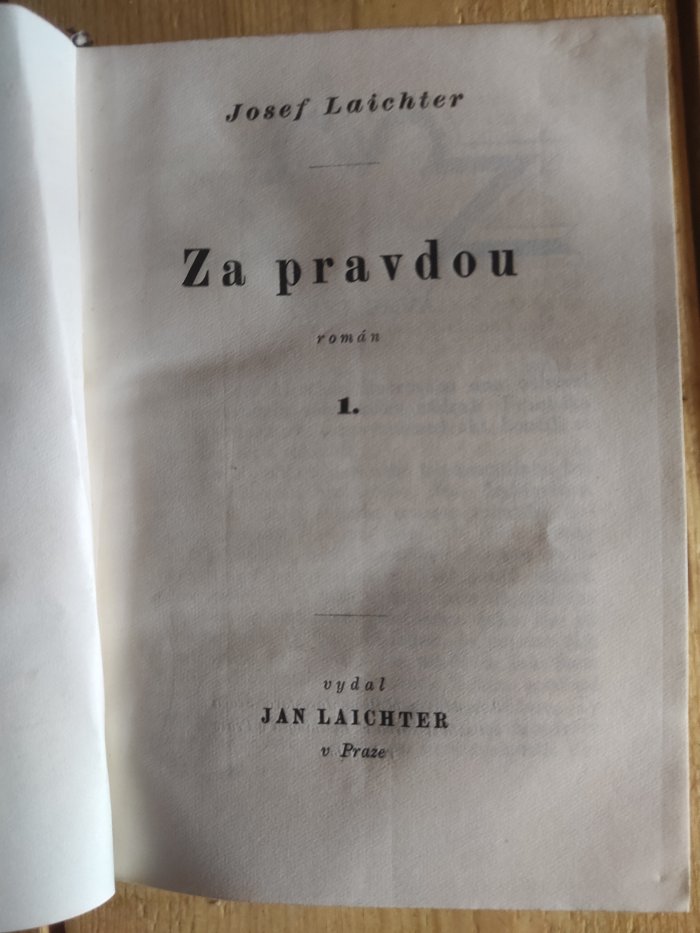 Josef Laichter
Za pravdou
román
1.
vydal
JAN LAICHTER
v Praze